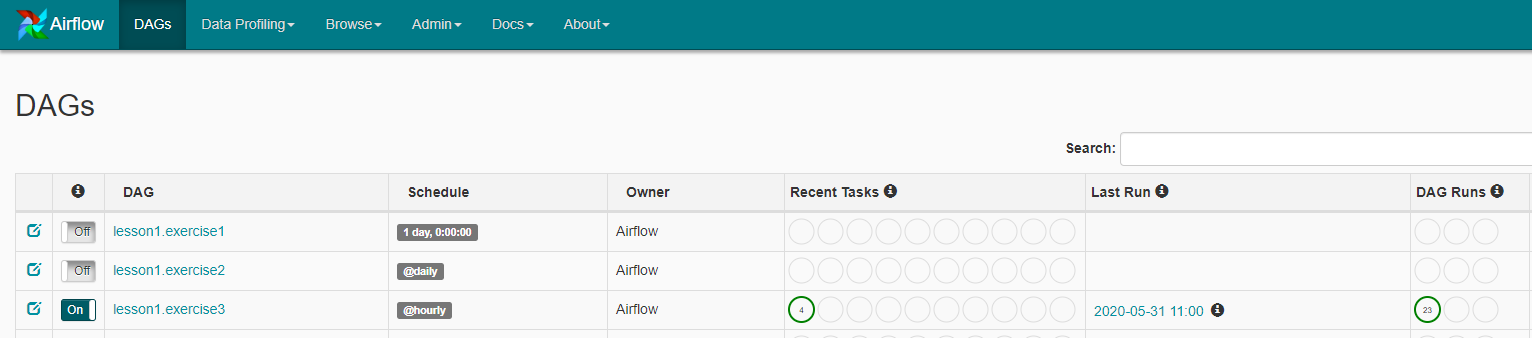 Airflow DAGs Data Profiling Browse Admin Docs About
DAGs
Search:
DAG Schedule Owner Recent Tasks Last Run DAG Runs
Off lesson1.exercise1 1 day, 0:00:00 Airflow
Off lesson1.exercise2 @daily Airflow
On lesson1.exercise3 @hourly Airflow 4 2020-05-31 11:00 23